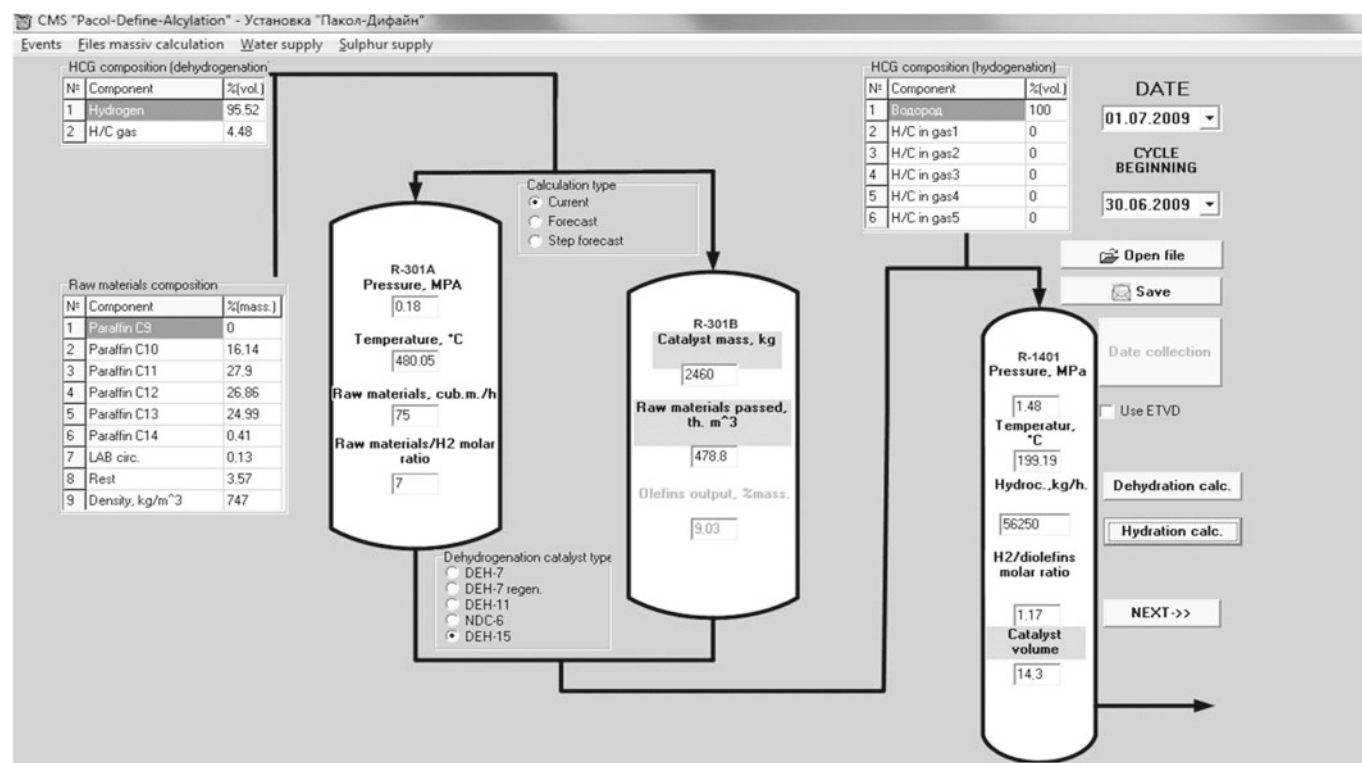 CMS "Pacol-Define-Alcylation" - Установка "Пакол-Дифайн"
Events Files massiv calculation Water supply Sulphur supply
HCG composition (dehydrogenation)
№ Component %(vol.)
1 Hydrogen 95.52
2 H/C gas 4.48
Raw materials composition
№ Component %(mass.)
1 Paraffin C9 0
2 Paraffin C10 16,14
3 Paraffin C11 27,9
4 Paraffin C12 26,86
5 Paraffin C13 24,99
6 Paraffin C14 0.41
7 LAB circ. 0,13
8 Rest 3.57
9 Density, kg/m^3 747
R-301A
Pressure, MPA
0.18
Temperature, °C
480.05
Raw materials, cub.m./h
75
Raw materials/H2 molar
ratio
7
Calculation type
Current
Forecast
Step forecast
Dehydrogenation catalyst type
DEH-7
DEH-7 regen.
DEH-11
NDC-6
DEH-15
R-301B
Catalyst mass, kg
2460
Raw materials passed,
th. m^3
478,8
Olefins output, %mass.
9,03
HCG composition (hydogenation)
№ Component %(vol.)
1 Водород 100
2 H/C in gas1 0
3 H/C in gas2 0
4 H/C in gas3 0
5 H/C in gas4 0
6 H/C in gas5 0
R-1401
Pressure, MPa
1.48
Temperatur,
°C
199.19
Hydroc.,kg/h.
56250
H2/diolefins
molar ratio
1.17
Catalyst
volume
14.3
DATE
01.07.2009
CYCLE
BEGINNING
30.06.2009
Open file
Save
Date collection
Use ETVD
Dehydration calc.
Hydration calc.
NEXT->>